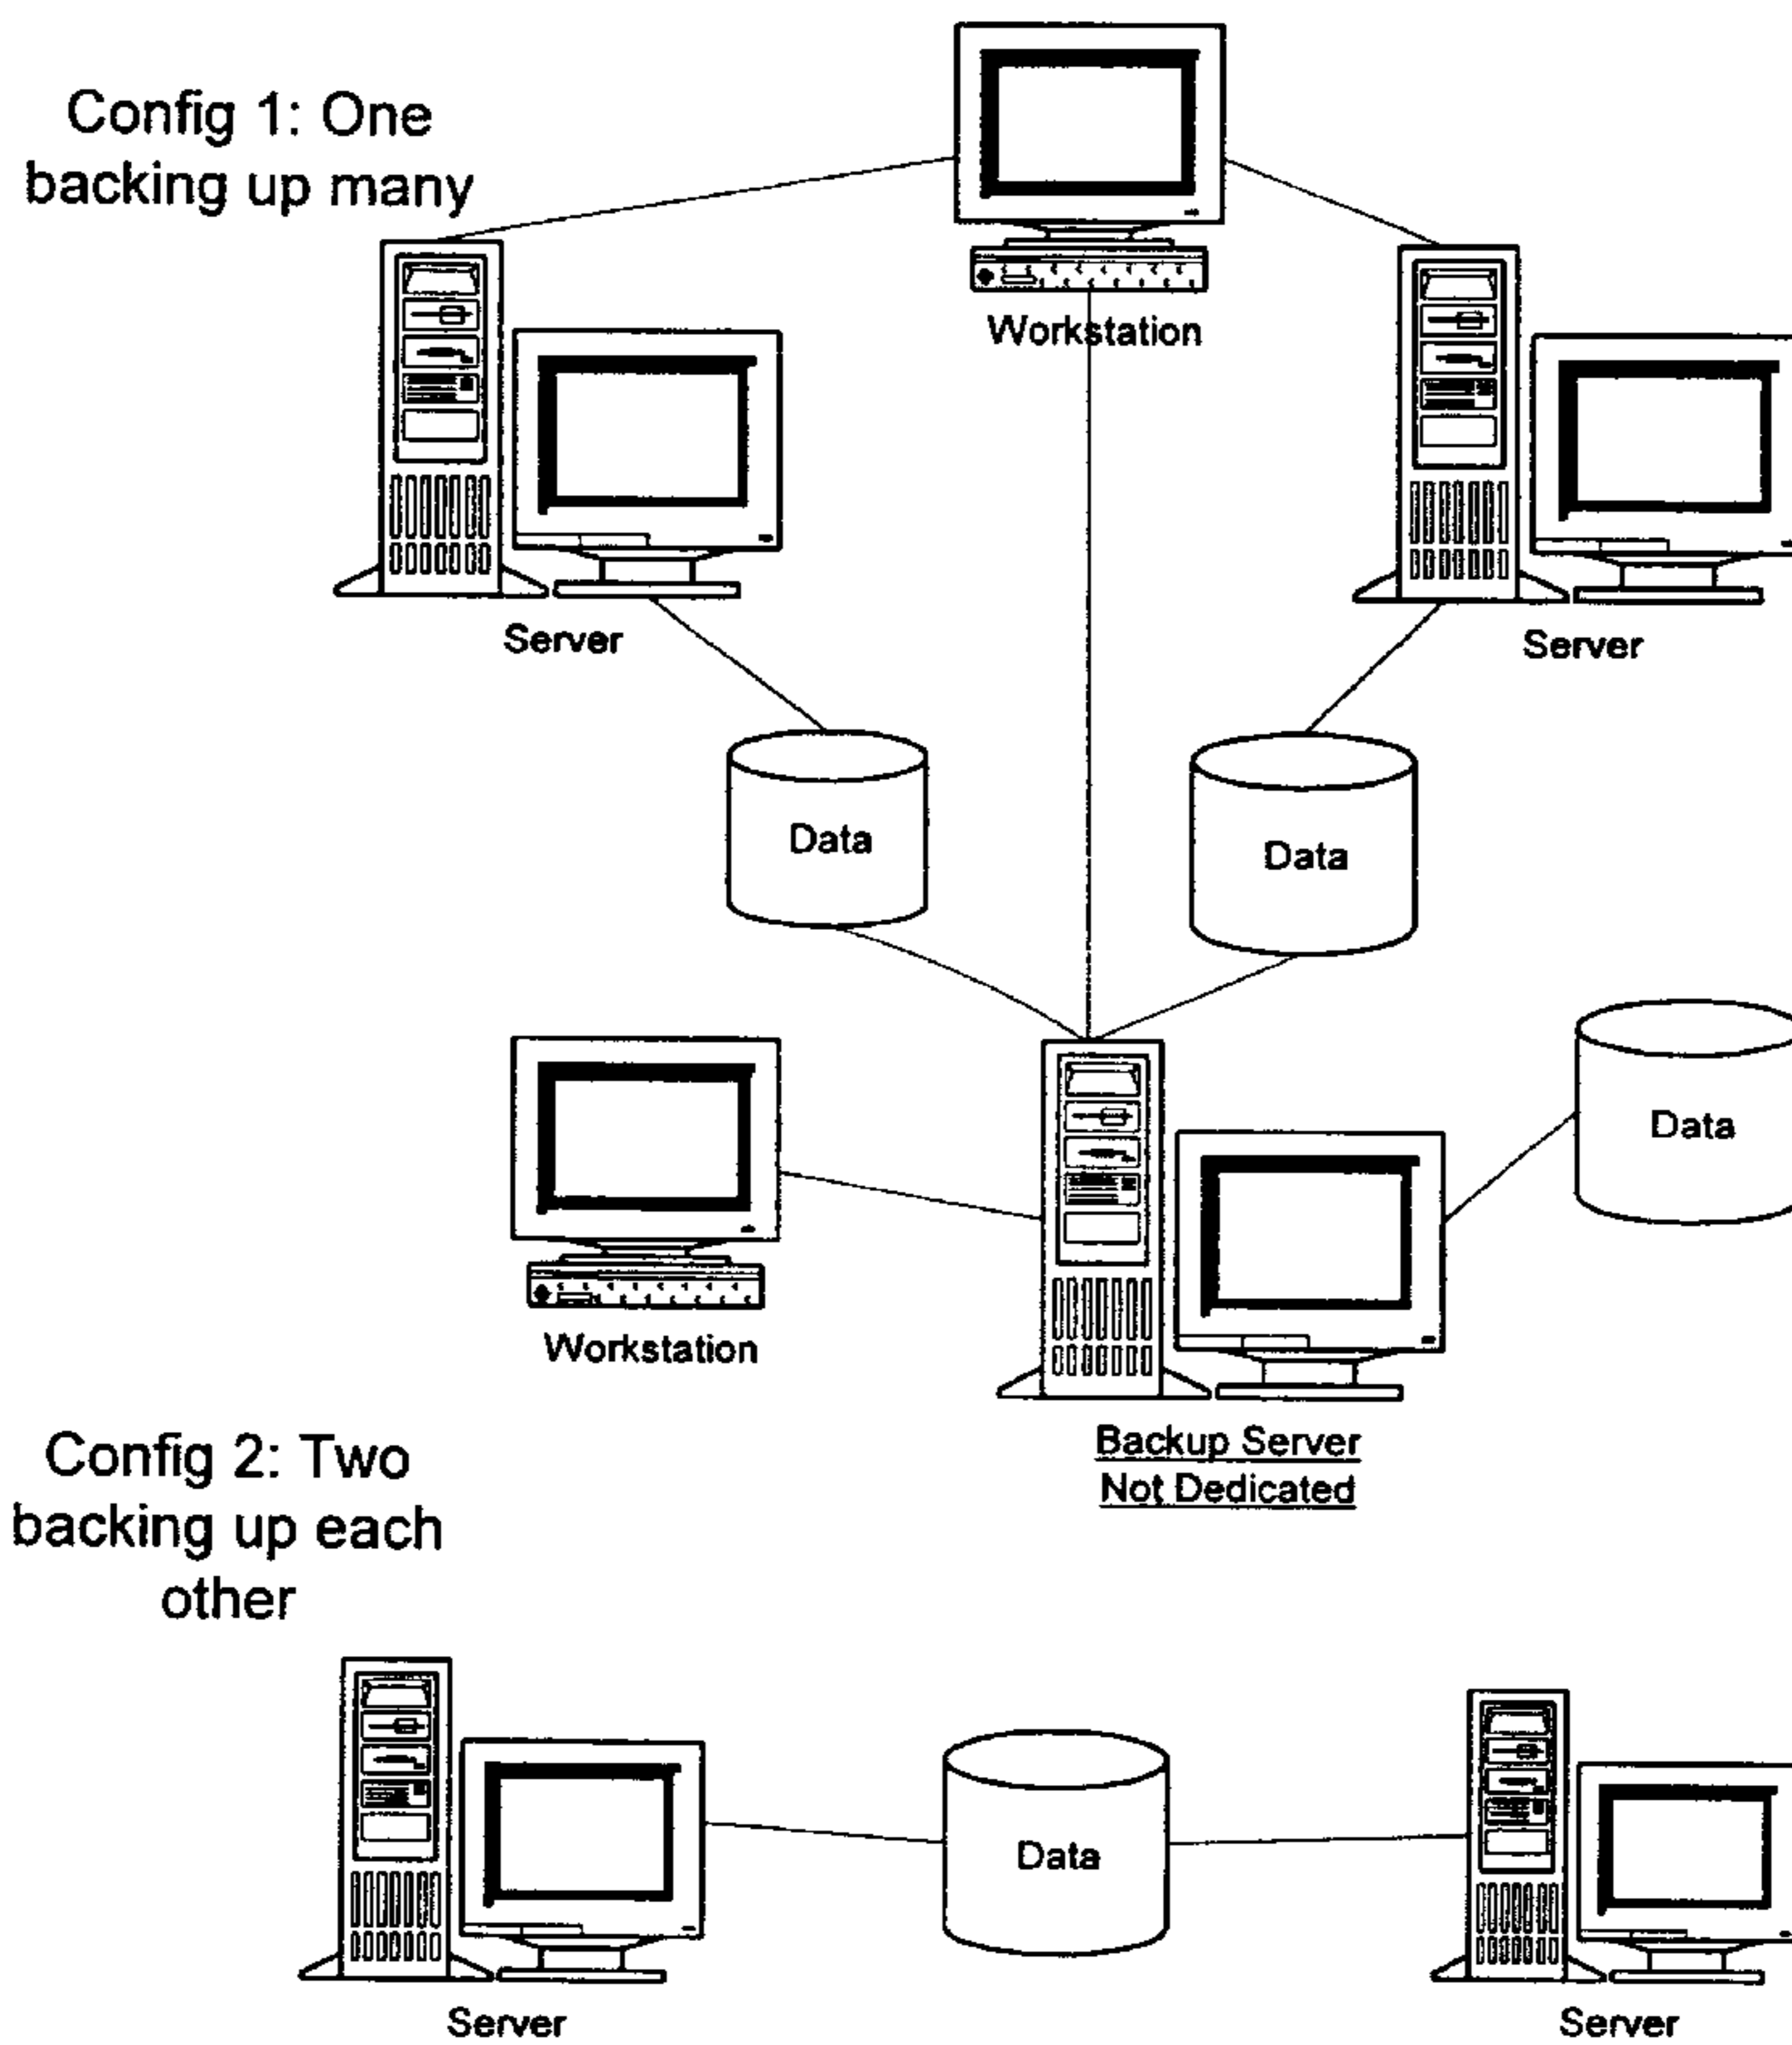 Config 1: One
backing up many
Workstation
Server
Server
Data
Data
Data
Workstation
Backup Server
Not Dedicated
Config 2: Two
backing up each
other
Data
Server
Server